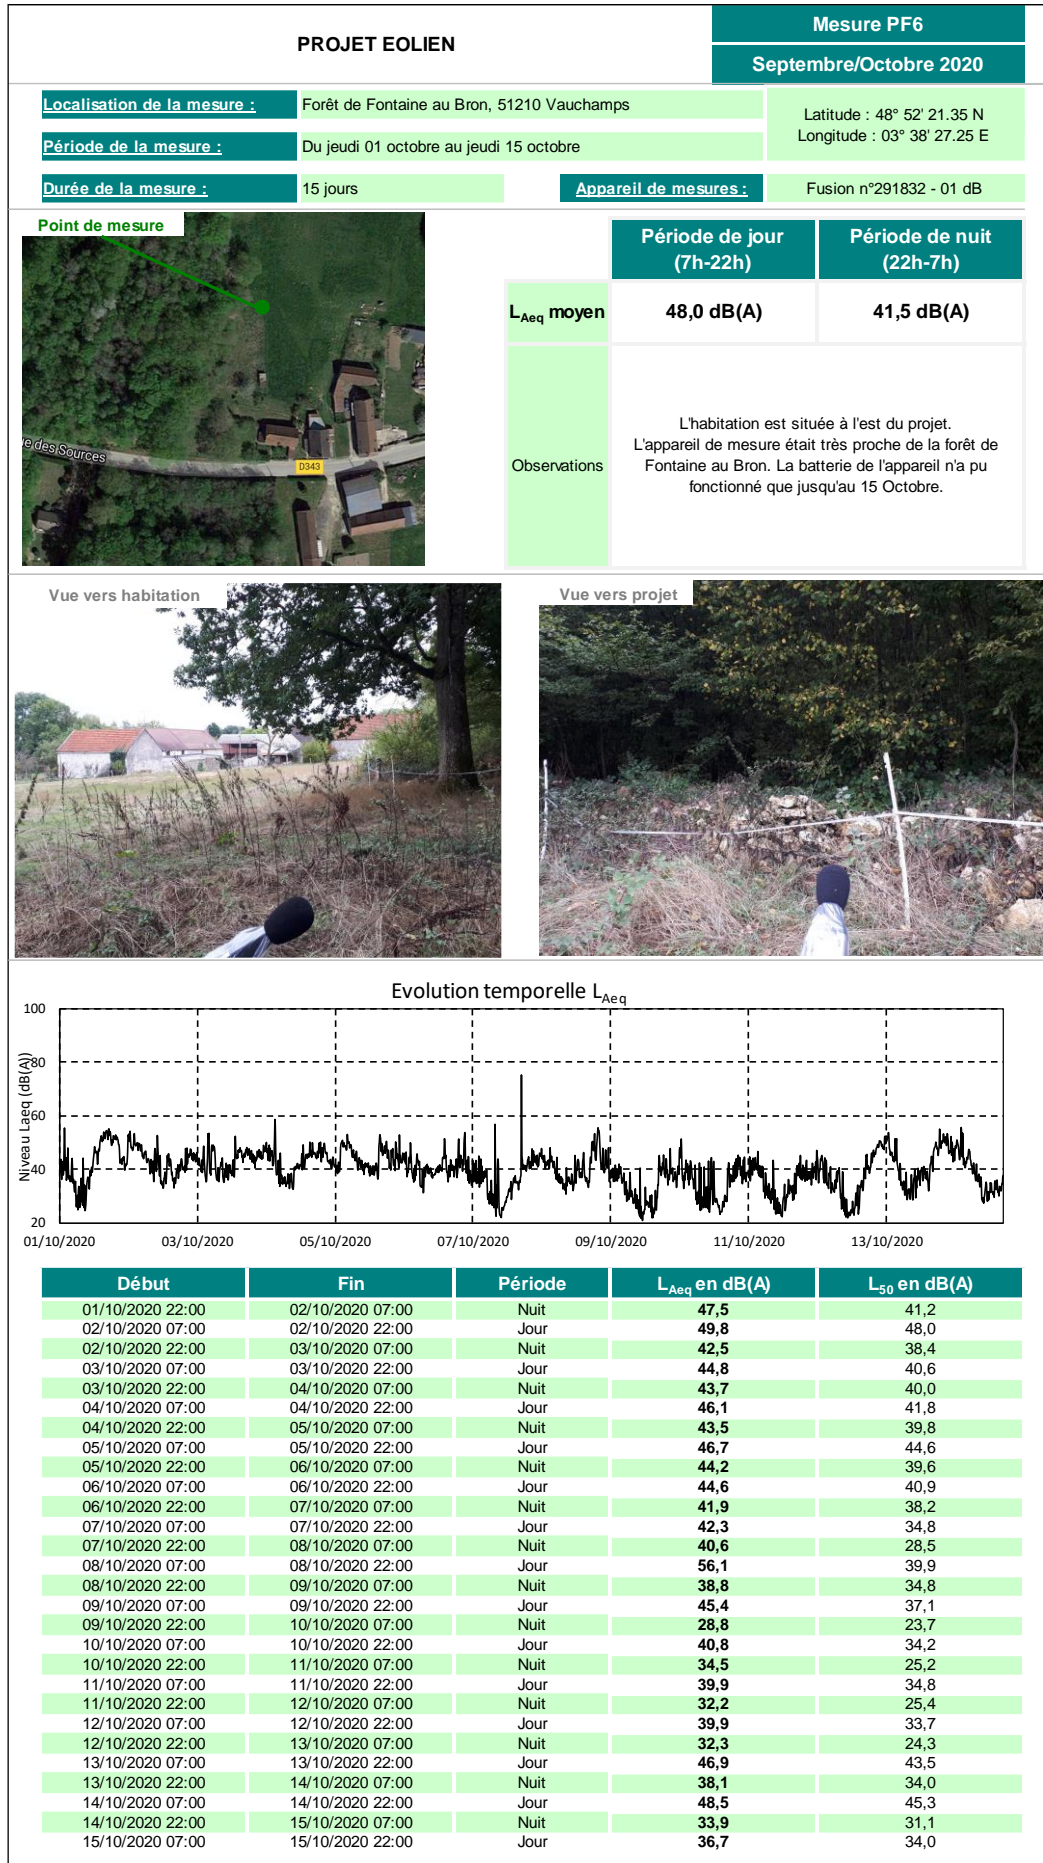 PROJET EOLIEN
Mesure PF6
Septembre/Octobre 2020
Localisation de la mesure :
Forêt de Fontaine au Bron, 51210 Vauchamps
Latitude : 48° 52' 21.35 N
Longitude : 03° 38' 27.25 E
Période de la mesure :
Du jeudi 01 octobre au jeudi 15 octobre
Durée de la mesure :
15 jours
Appareil de mesures :
Fusion n°291832 - 01 dB
Point de mesure
ue des Sources
D343
Période de jour
(7h-22h)
Période de nuit
(22h-7h)
LAeq moyen
48,0 dB(A)
41,5 dB(A)
Observations
L'habitation est située à l'est du projet.
L'appareil de mesure était très proche de la forêt de
Fontaine au Bron. La batterie de l'appareil n'a pu
fonctionné que jusqu'au 15 Octobre.
Vue vers habitation
Vue vers projet
Evolution temporelle LAeq
Niveau Laeq (dB(A))
100
80
60
40
20
01/10/2020 03/10/2020 05/10/2020 07/10/2020 09/10/2020 11/10/2020 13/10/2020
Début Fin Période LAeq en dB(A) L50 en dB(A)
01/10/2020 22:00 02/10/2020 07:00 Nuit 47,5 41,2
02/10/2020 07:00 02/10/2020 22:00 Jour 49,8 48,0
02/10/2020 22:00 03/10/2020 07:00 Nuit 42,5 38,4
03/10/2020 07:00 03/10/2020 22:00 Jour 44,8 40,6
03/10/2020 22:00 04/10/2020 07:00 Nuit 43,7 40,0
04/10/2020 07:00 04/10/2020 22:00 Jour 46,1 41,8
04/10/2020 22:00 05/10/2020 07:00 Nuit 43,5 39,8
05/10/2020 07:00 05/10/2020 22:00 Jour 46,7 44,6
05/10/2020 22:00 06/10/2020 07:00 Nuit 44,2 39,6
06/10/2020 07:00 06/10/2020 22:00 Jour 44,6 40,9
06/10/2020 22:00 07/10/2020 07:00 Nuit 41,9 38,2
07/10/2020 07:00 07/10/2020 22:00 Jour 42,3 34,8
07/10/2020 22:00 08/10/2020 07:00 Nuit 40,6 28,5
08/10/2020 07:00 08/10/2020 22:00 Jour 56,1 39,9
08/10/2020 22:00 09/10/2020 07:00 Nuit 38,8 34,8
09/10/2020 07:00 09/10/2020 22:00 Jour 45,4 37,1
09/10/2020 22:00 10/10/2020 07:00 Nuit 28,8 23,7
10/10/2020 07:00 10/10/2020 22:00 Jour 40,8 34,2
10/10/2020 22:00 11/10/2020 07:00 Nuit 34,5 25,2
11/10/2020 07:00 11/10/2020 22:00 Jour 39,9 34,8
11/10/2020 22:00 12/10/2020 07:00 Nuit 32,2 25,4
12/10/2020 07:00 12/10/2020 22:00 Jour 39,9 33,7
12/10/2020 22:00 13/10/2020 07:00 Nuit 32,3 24,3
13/10/2020 07:00 13/10/2020 22:00 Jour 46,9 43,5
13/10/2020 22:00 14/10/2020 07:00 Nuit 38,1 34,0
14/10/2020 07:00 14/10/2020 22:00 Jour 48,5 45,3
14/10/2020 22:00 15/10/2020 07:00 Nuit 33,9 31,1
15/10/2020 07:00 15/10/2020 22:00 Jour 36,7 34,0